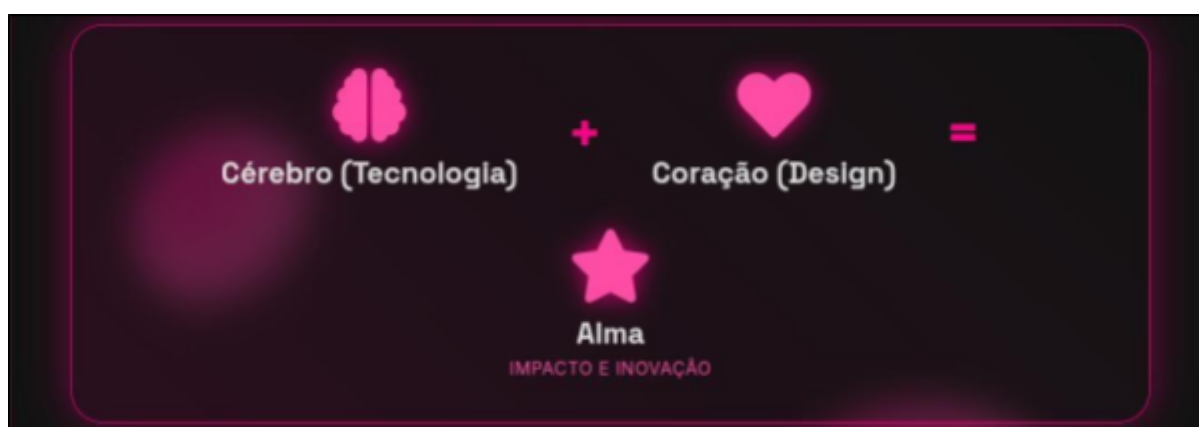 Cérebro (Tecnologia) + Coração (Design) =
Alma
IMPACTO E INOVAÇÃO